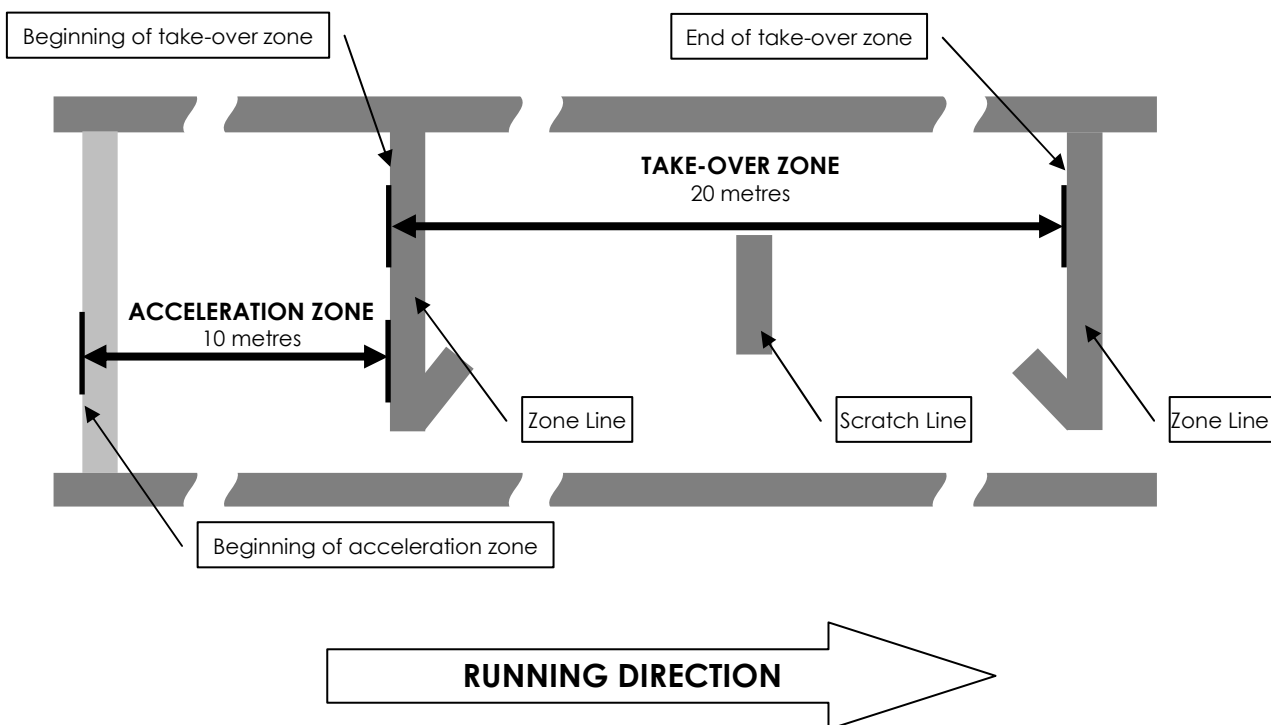 Beginning of take-over zone
End of take-over zone
TAKE-OVER ZONE
20 metres
ACCELERATION ZONE
10 metres
Zone Line
Scratch Line
Zone Line
Beginning of acceleration zone
RUNNING DIRECTION